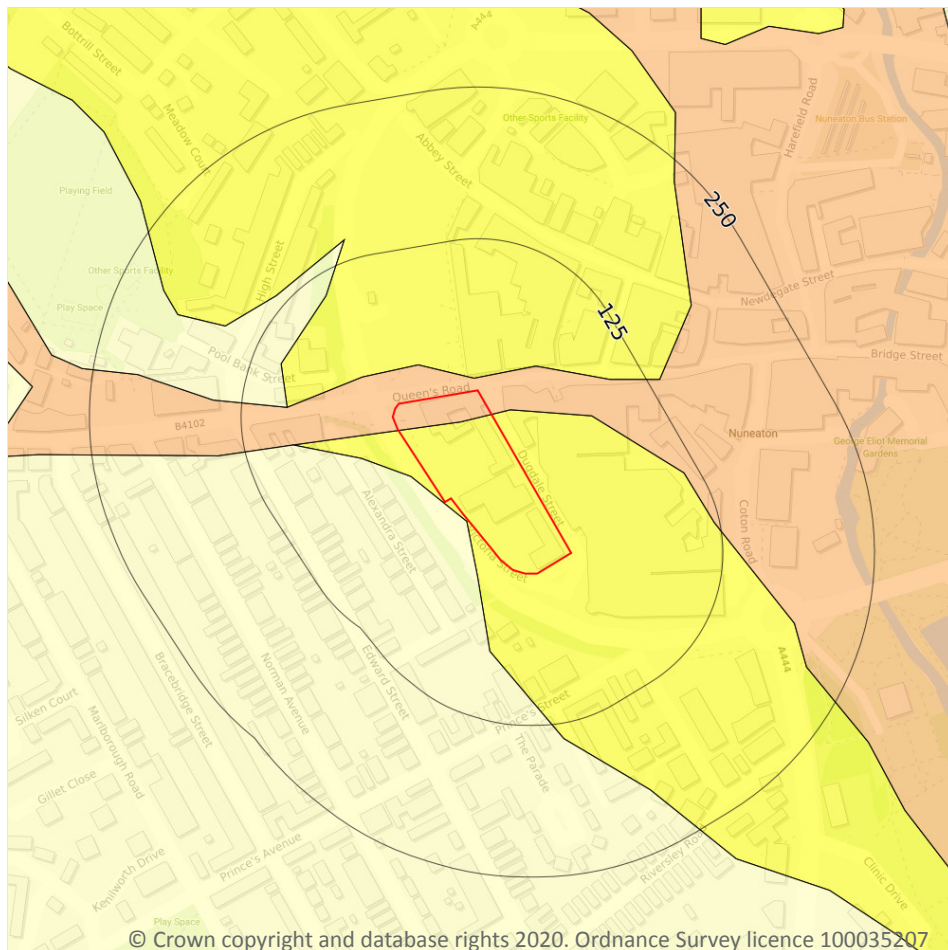 A444
Bottrill Street
Harefield Road
Other Sports Facility
Nuneaton Bus Station
Meadow Court
Abbey Street
Playing Field
250
High Street
Other Sports Facility
Newdegate Street
Play Space
125
Pool Bank Street
Bridge Street
Queen's Road
B4102
Nuneaton
George Eliot Memorial
Gardens
Dugdale Street
Alexandra Street
Coton Road
Victoria Street
Edward Street
A444
Norman Avenue
Bracebridge Street
Silken Court
Marlborough Road
Prince's Street
The Parade
Gillet Close
Prince's Avenue
Riversley Road
Kenilworth Drive
Clinic Drive
Play Space
© Crown copyright and database rights 2020. Ordnance Survey licence 100035207